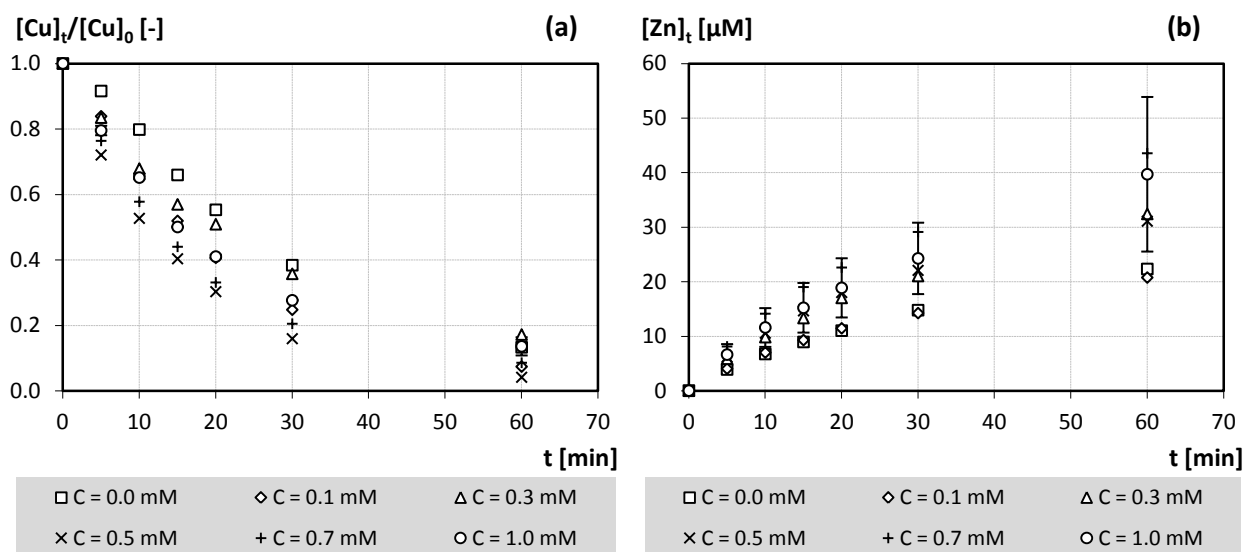 [Cu]t/[Cu]0 [-] (a)
1.0
0.8
0.6
0.4
0.2
0.0
0 10 20 30 40 50 60 70
t [min]
□ C = 0.0 mM ◇ C = 0.1 mM △ C = 0.3 mM
× C = 0.5 mM + C = 0.7 mM ○ C = 1.0 mM
[Zn]t [μM] (b)
60
50
40
30
20
10
0
0 10 20 30 40 50 60 70
t [min]
□ C = 0.0 mM ◇ C = 0.1 mM △ C = 0.3 mM
× C = 0.5 mM + C = 0.7 mM ○ C = 1.0 mM